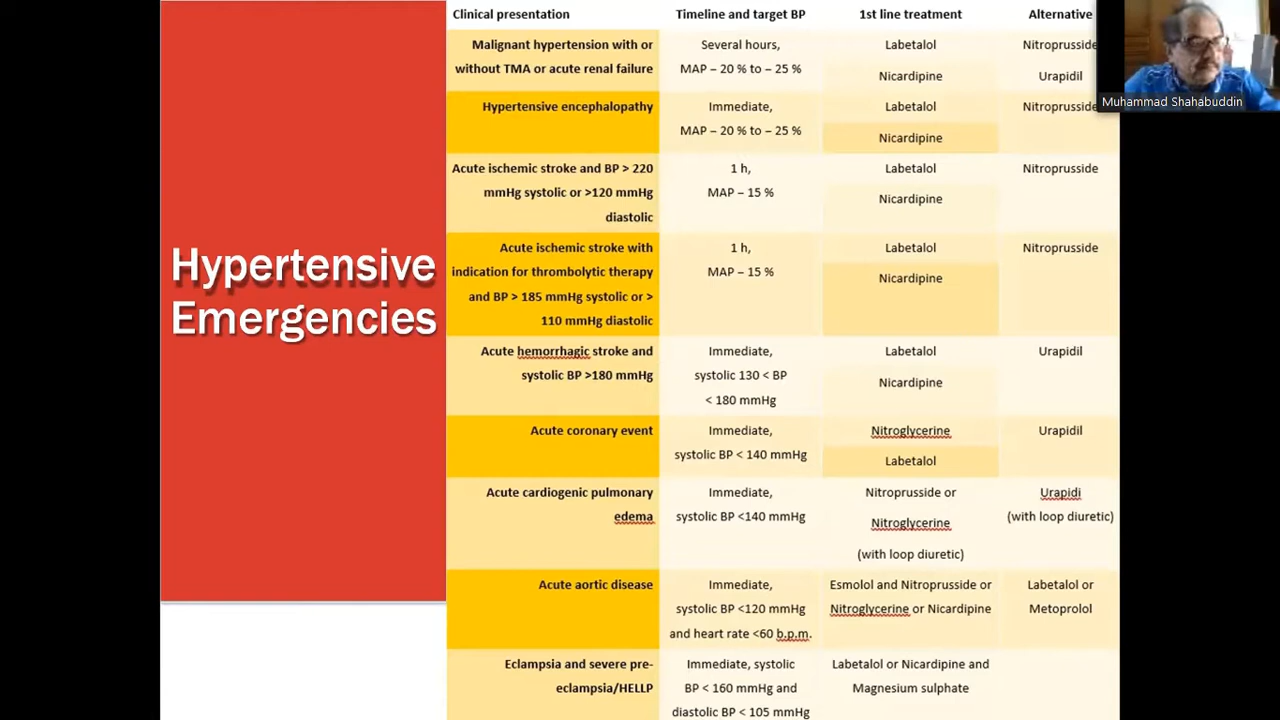 Hypertensive
Emergencies
Clinical presentation Timeline and target BP 1st line treatment Alternative
Malignant hypertension with or
without TMA or acute renal failure
Several hours,
MAP – 20 % to – 25 %
Labetalol
Nicardipine
Nitroprusside
Urapidil
Hypertensive encephalopathy
Immediate,
MAP – 20 % to – 25 %
Labetalol
Nicardipine
Nitroprusside
Acute ischemic stroke and BP > 220
mmHg systolic or >120 mmHg
diastolic
1 h,
MAP – 15 %
Labetalol
Nicardipine
Nitroprusside
Acute ischemic stroke with
indication for thrombolytic therapy
and BP > 185 mmHg systolic or >
110 mmHg diastolic
1 h,
MAP – 15 %
Labetalol
Nicardipine
Nitroprusside
Acute hemorrhagic stroke and
systolic BP >180 mmHg
Immediate,
systolic 130 < BP
< 180 mmHg
Labetalol
Nicardipine
Urapidil
Acute coronary event
Immediate,
systolic BP < 140 mmHg
Nitroglycerine
Labetalol
Urapidil
Acute cardiogenic pulmonary
edema
Immediate,
systolic BP <140 mmHg
Nitroprusside or
Nitroglycerine
(with loop diuretic)
Urapidi
(with loop diuretic)
Acute aortic disease
Immediate,
systolic BP <120 mmHg
and heart rate <60 b.p.m.
Esmolol and Nitroprusside or
Nitroglycerine or Nicardipine
Labetalol or
Metoprolol
Eclampsia and severe pre-
eclampsia/HELLP
Immediate, systolic
BP < 160 mmHg and
diastolic BP < 105 mmHg
Labetalol or Nicardipine and
Magnesium sulphate
Muhammad Shahabuddin